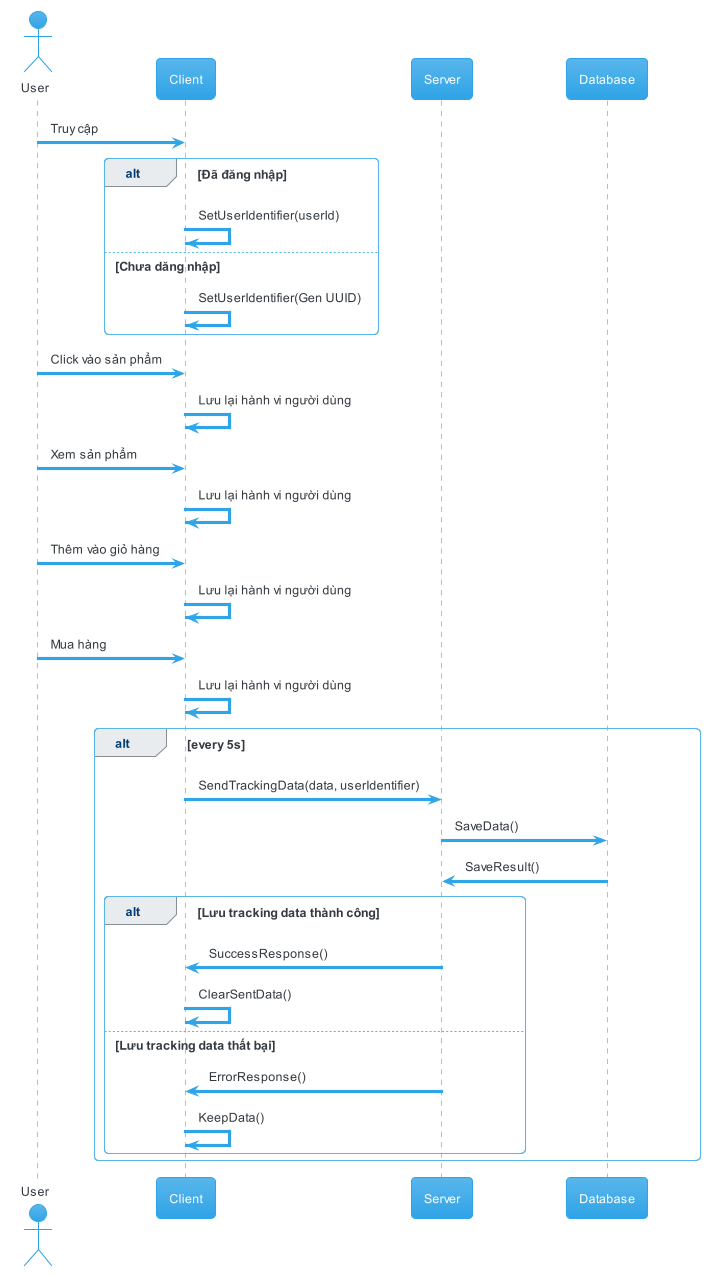 User
Client
Server
Database
Truy cập
alt
[Đã đăng nhập]
SetUserIdentifier(userId)
[Chưa dăng nhập]
SetUserIdentifier(Gen UUID)
Click vào sản phẩm
Lưu lại hành vi người dùng
Xem sản phẩm
Lưu lại hành vi người dùng
Thêm vào giỏ hàng
Lưu lại hành vi người dùng
Mua hàng
Lưu lại hành vi người dùng
alt
[every 5s]
SendTrackingData(data, userIdentifier)
SaveData()
SaveResult()
alt
[Lưu tracking data thành công]
SuccessResponse()
ClearSentData()
[Lưu tracking data thất bại]
ErrorResponse()
KeepData()
User
Client
Server
Database